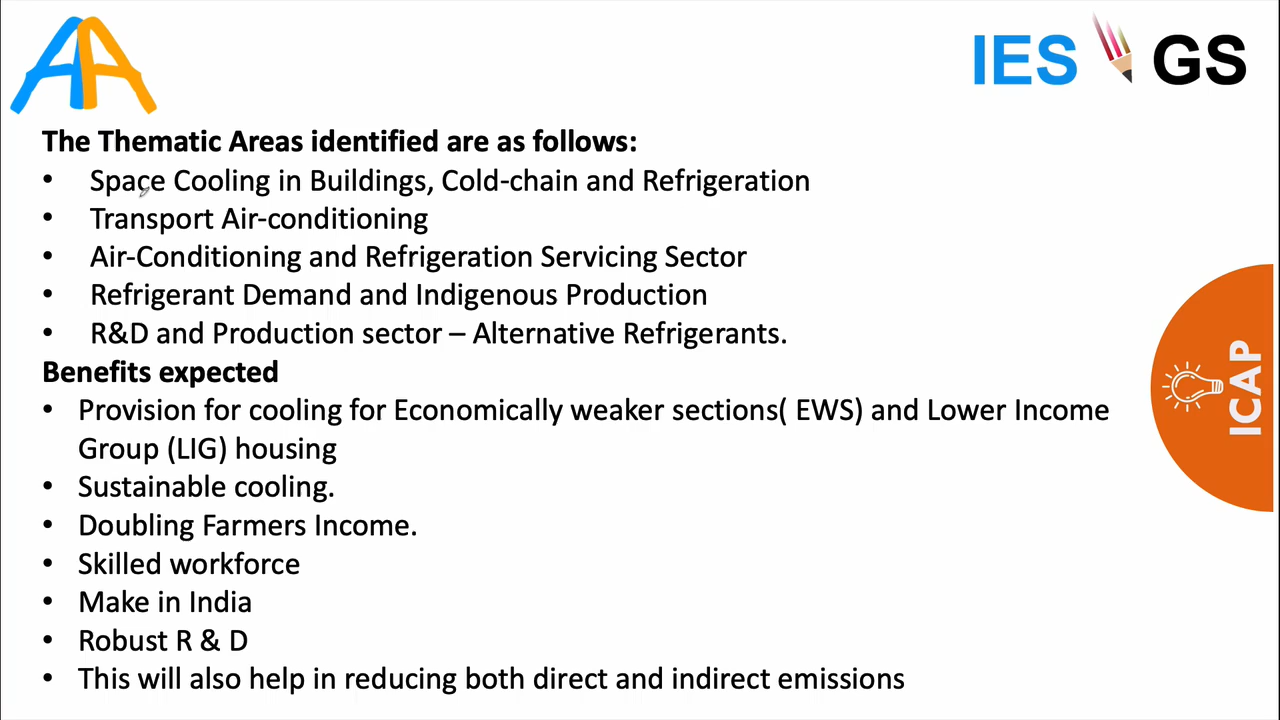 AA
IES GS
The Thematic Areas identified are as follows:
• Space Cooling in Buildings, Cold-chain and Refrigeration
• Transport Air-conditioning
• Air-Conditioning and Refrigeration Servicing Sector
• Refrigerant Demand and Indigenous Production
• R&D and Production sector – Alternative Refrigerants.
Benefits expected
• Provision for cooling for Economically weaker sections( EWS) and Lower Income
Group (LIG) housing
• Sustainable cooling.
• Doubling Farmers Income.
• Skilled workforce
• Make in India
• Robust R & D
• This will also help in reducing both direct and indirect emissions
ICAP